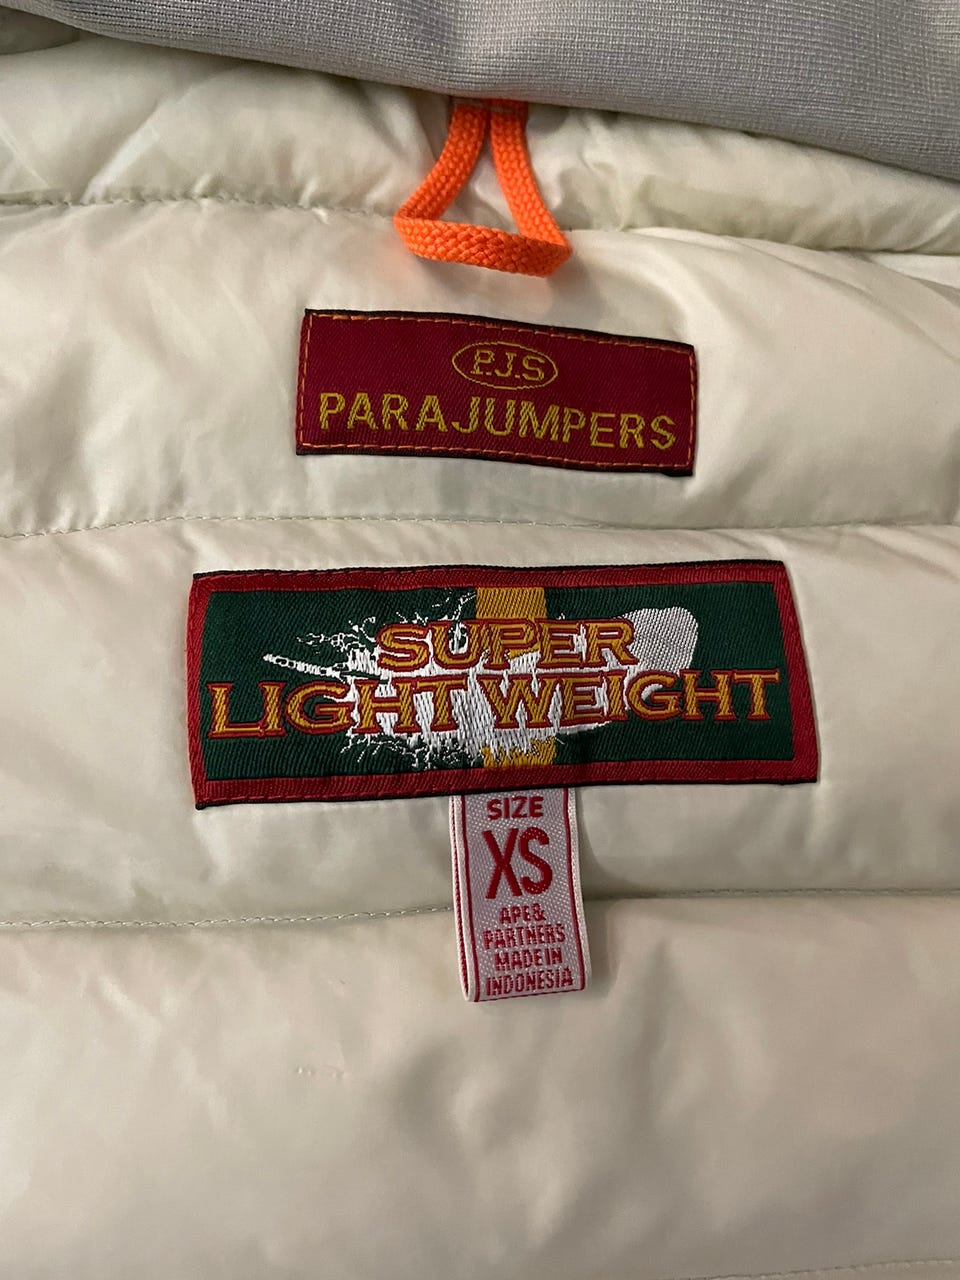 P.J.S
PARAJUMPERS
SUPER
LIGHT WEIGHT
SIZE
XS
APE&
PARTNERS
MADE IN
INDONESIA